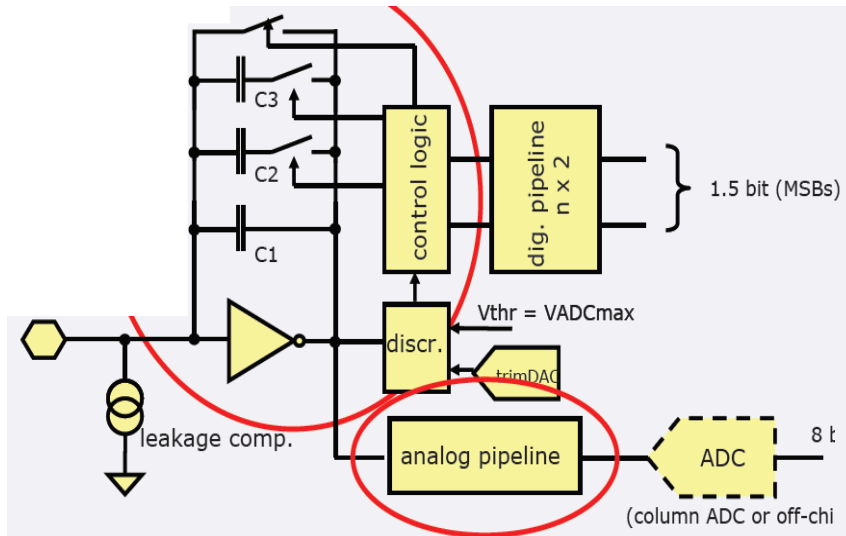 C3
C2
C1
control logic
dig. pipeline
n x 2
1.5 bit (MSBs)
Vthr = VADCmax
discr.
trimDAC
leakage comp.
analog pipeline
ADC
8 b
(column ADC or off-chi